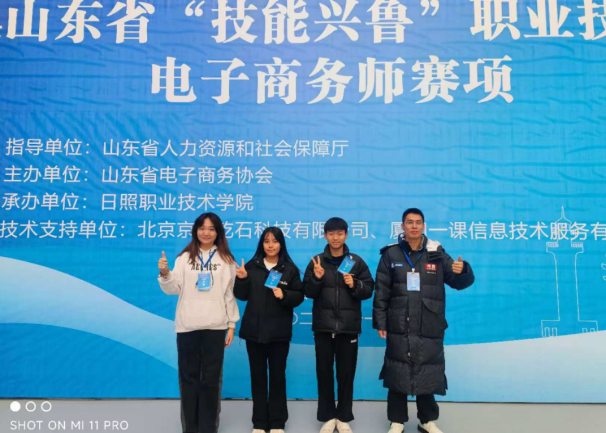 山东省“技能兴鲁”职业技
电子商务师赛项
指导单位：山东省人力资源和社会保障厅
主办单位：山东省电子商务协会
承办单位：日照职业技术学院
技术支持单位：北京京 乾石科技有限 司、厦 一课信息技术服务有
SHOT ON MI 11 PRO